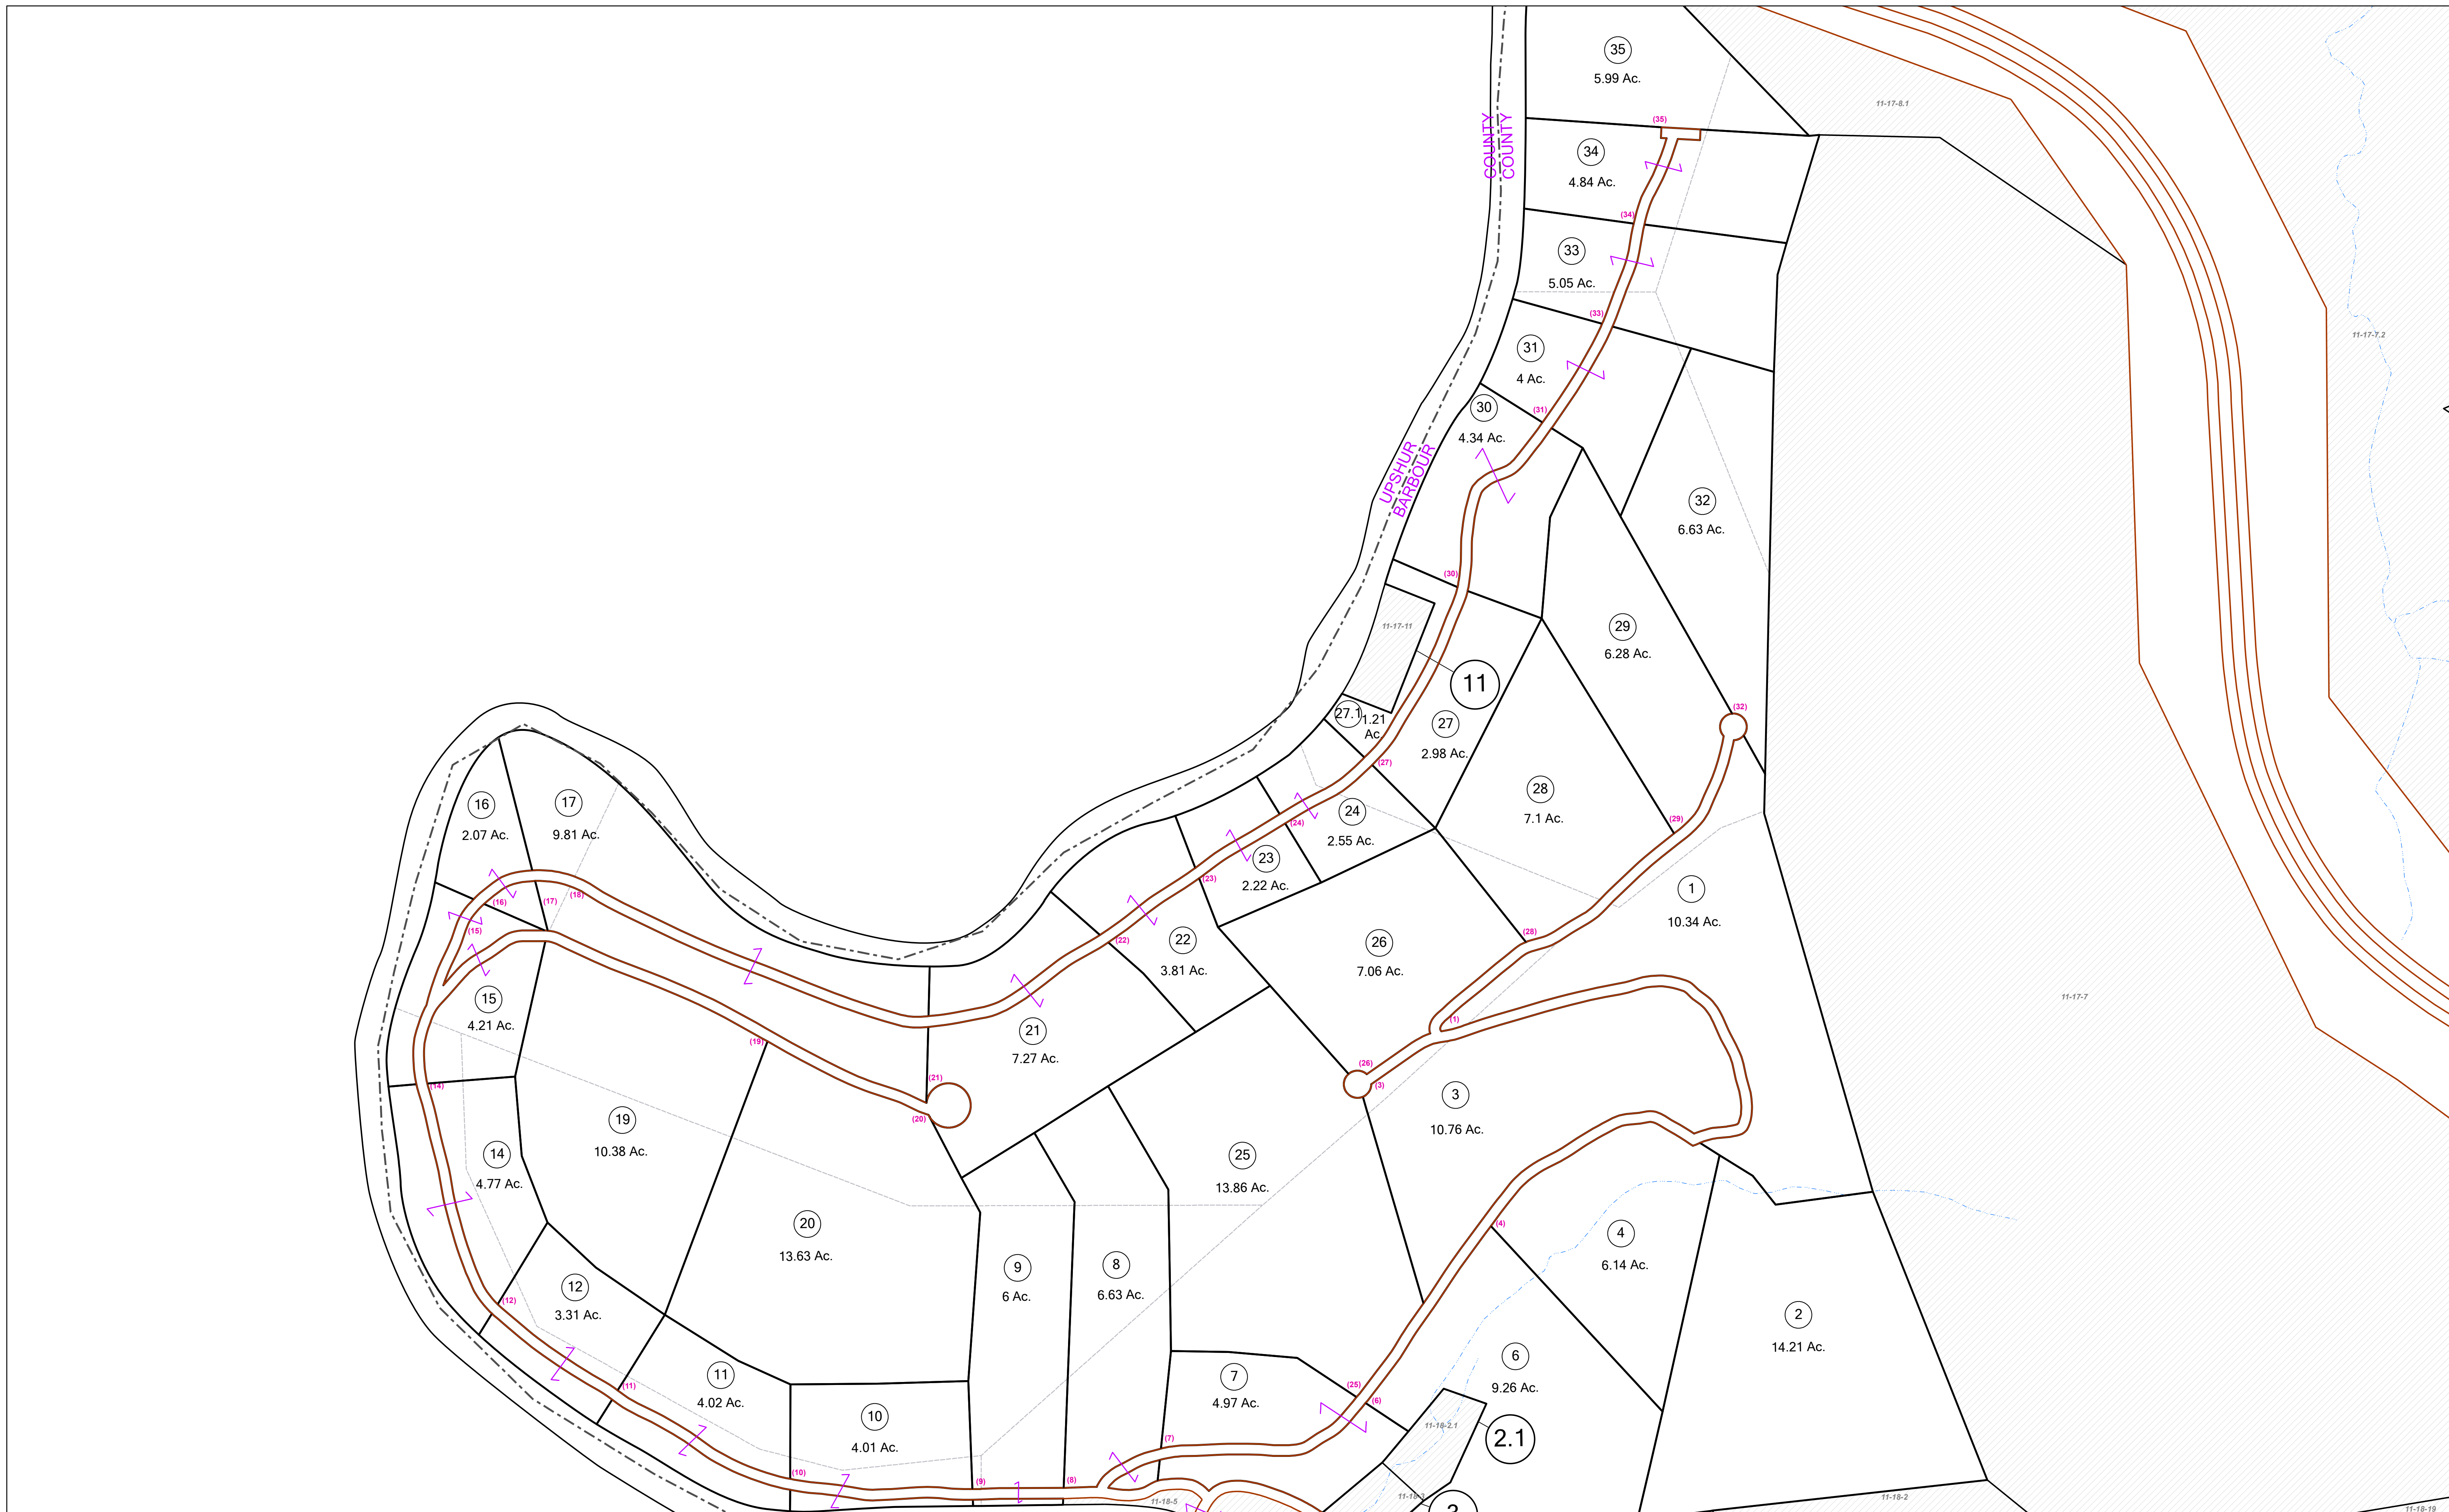 35
5.99 Ac.
11-17-8.1
(35)
COUNTY
COUNTY
34
4.84 Ac.
(34)
33
5.05 Ac.
(33)
11-17-7.2
31
4 Ac.
(31)
30
4.34 Ac.
UPSHUR
BARBOUR
32
6.63 Ac.
(30)
11-17-11
29
6.28 Ac.
11
27.1
1.21
Ac.
27
2.98 Ac.
(32)
(27)
28
7.1 Ac.
16
2.07 Ac.
17
9.81 Ac.
24
2.55 Ac.
(24)
(29)
23
2.22 Ac.
(23)
1
10.34 Ac.
(18)
(17)
(16)
(15)
(22)
22
3.81 Ac.
26
7.06 Ac.
(28)
15
4.21 Ac.
11-17-7
21
7.27 Ac.
(1)
(19)
(26)
(3)
(21)
(14)
(20)
3
10.76 Ac.
19
10.38 Ac.
14
4.77 Ac.
25
13.86 Ac.
20
13.63 Ac.
(4)
4
6.14 Ac.
9
6 Ac.
8
6.63 Ac.
12
3.31 Ac.
(12)
2
14.21 Ac.
6
9.26 Ac.
11
4.02 Ac.
(11)
7
4.97 Ac.
(25)
(6)
10
4.01 Ac.
11-18-2.1
2.1
(7)
(10)
(9)
(8)
11-18-5
11-18-3
3
11-18-2
11-18-19